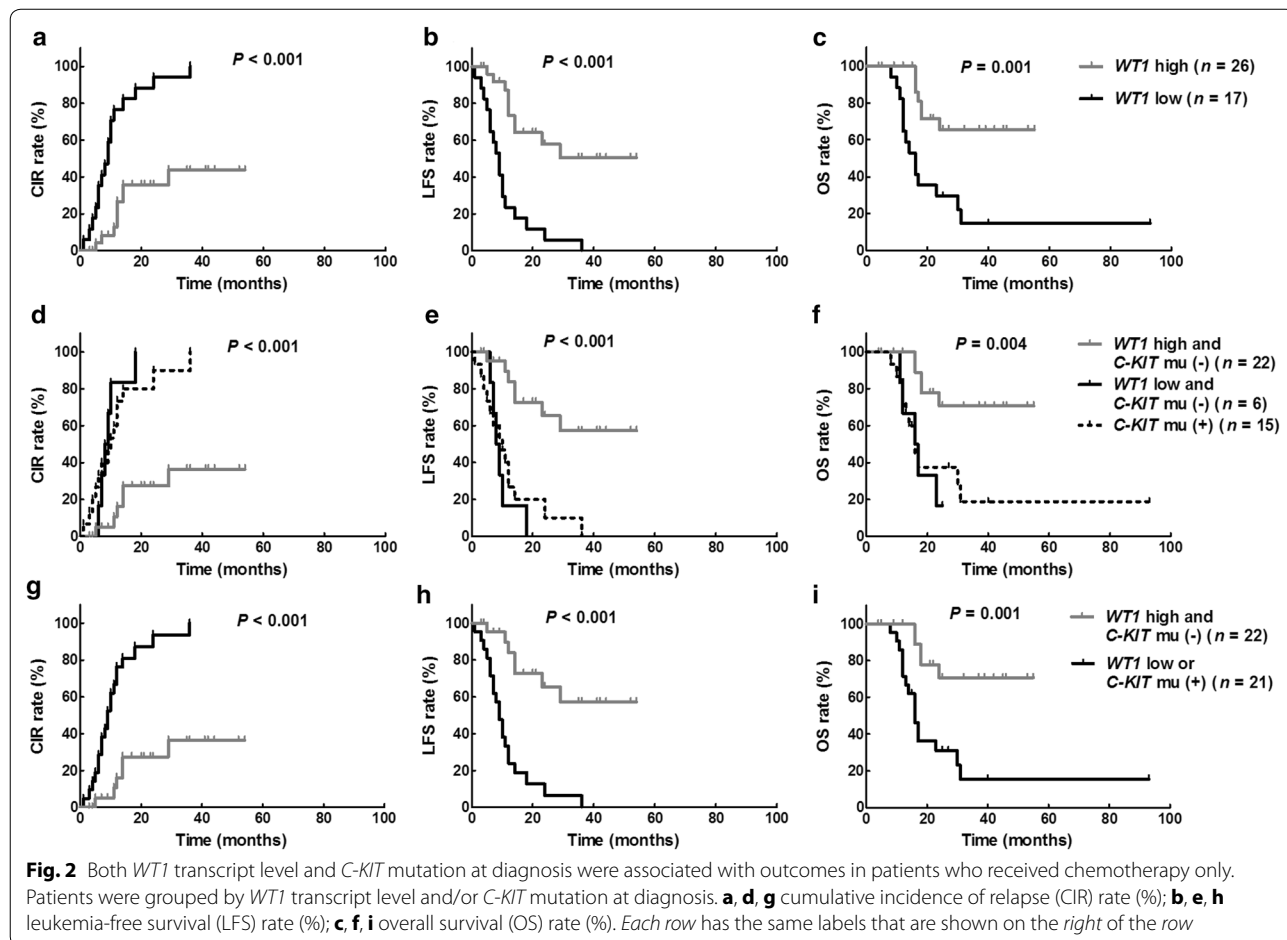 a
b
c
P < 0.001
P < 0.001
P = 0.001
WT1 high (n = 26)
WT1 low (n = 17)
CIR rate (%)
100
80
60
40
20
0
0 20 40 60 80 100
Time (months)
LFS rate (%)
100
80
60
40
20
0
0 20 40 60 80 100
Time (months)
OS rate (%)
100
80
60
40
20
0
0 20 40 60 80 100
Time (months)
d
e
f
P < 0.001
P < 0.001
P = 0.004
WT1 high and
C-KIT mu (-) (n = 22)
WT1 low and
C-KIT mu (-) (n = 6)
C-KIT mu (+) (n = 15)
CIR rate (%)
100
80
60
40
20
0
0 20 40 60 80 100
Time (months)
LFS rate (%)
100
80
60
40
20
0
0 20 40 60 80 100
Time (months)
OS rate (%)
100
80
60
40
20
0
0 20 40 60 80 100
Time (months)
g
h
i
P < 0.001
P < 0.001
P = 0.001
WT1 high and
C-KIT mu (-) (n = 22)
WT1 low or
C-KIT mu (+) (n = 21)
CIR rate (%)
100
80
60
40
20
0
0 20 40 60 80 100
Time (months)
LFS rate (%)
100
80
60
40
20
0
0 20 40 60 80 100
Time (months)
OS rate (%)
100
80
60
40
20
0
0 20 40 60 80 100
Time (months)
Fig. 2 Both WT1 transcript level and C-KIT mutation at diagnosis were associated with outcomes in patients who received chemotherapy only.
Patients were grouped by WT1 transcript level and/or C-KIT mutation at diagnosis. a, d, g cumulative incidence of relapse (CIR) rate (%); b, e, h
leukemia-free survival (LFS) rate (%); c, f, i overall survival (OS) rate (%). Each row has the same labels that are shown on the right of the row